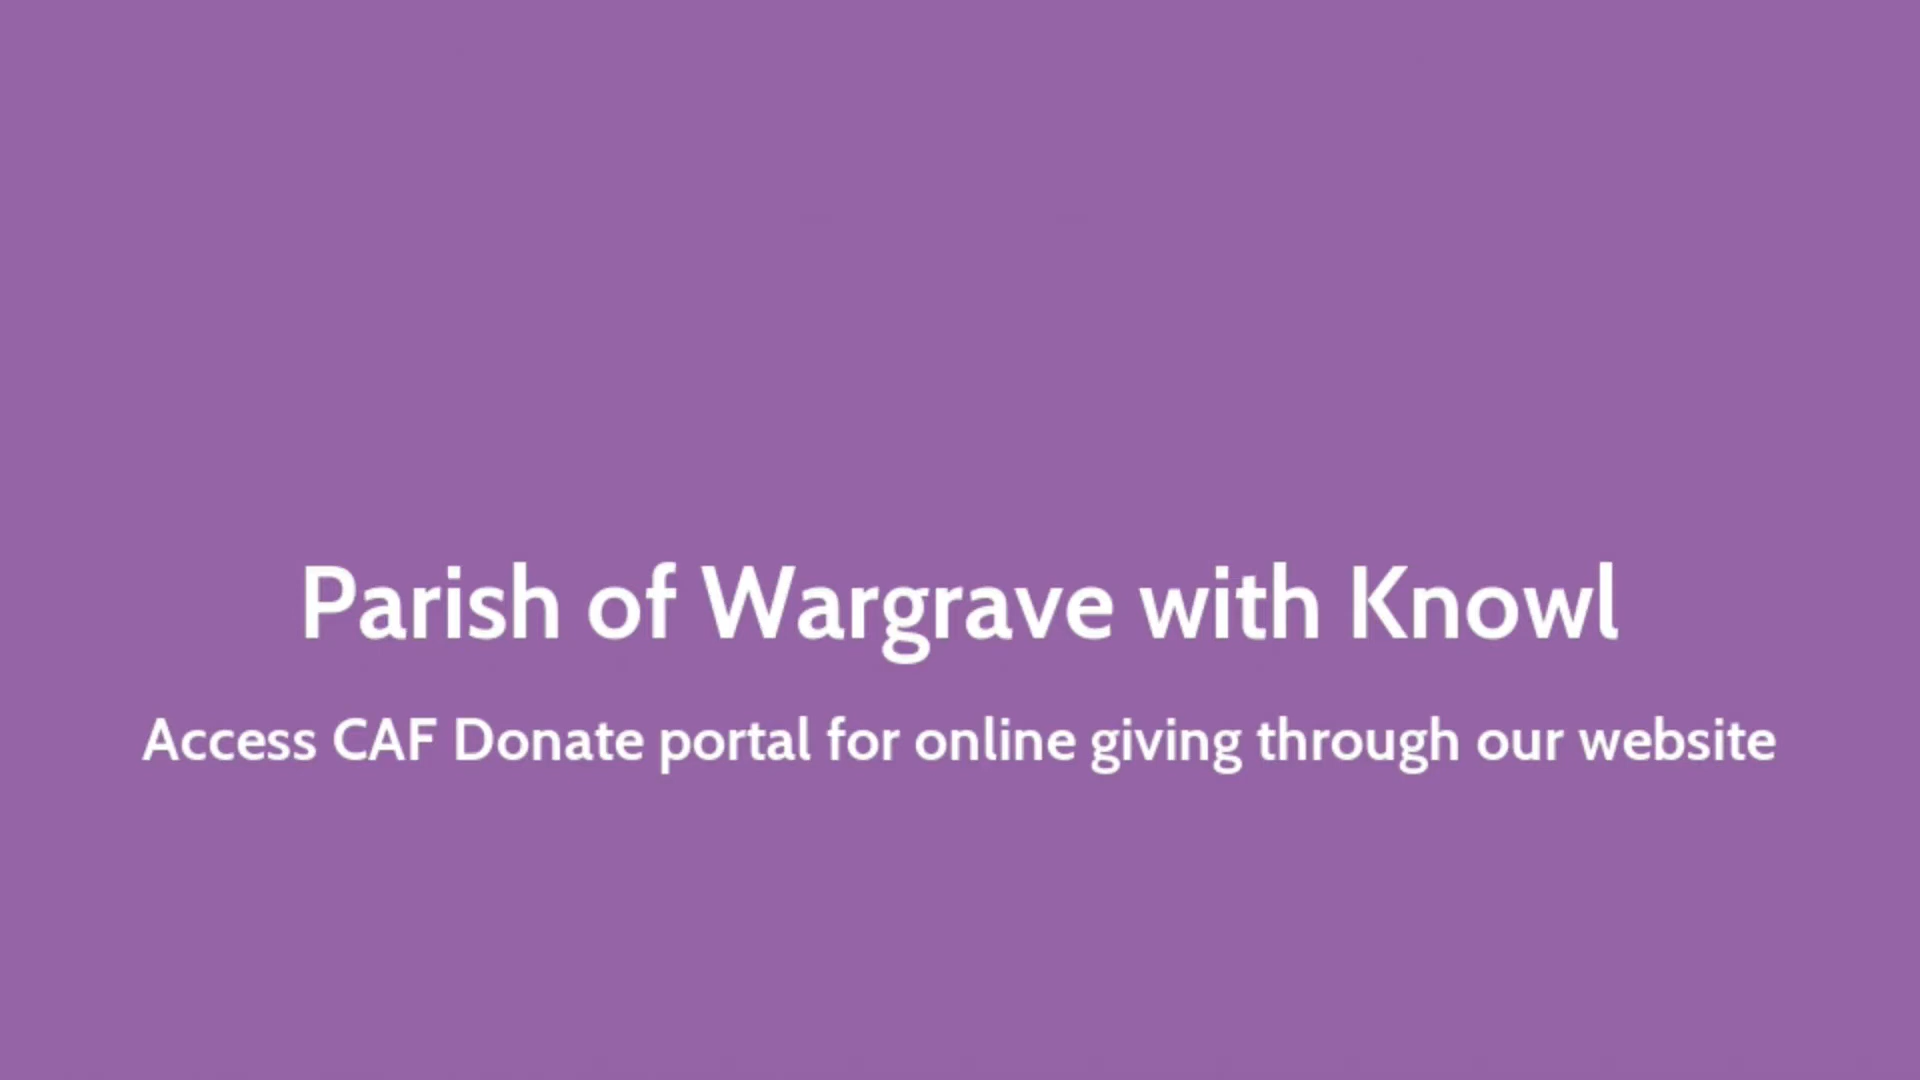 Parish of Wargrave with Knowl
Access CAF Donate portal for online giving through our website